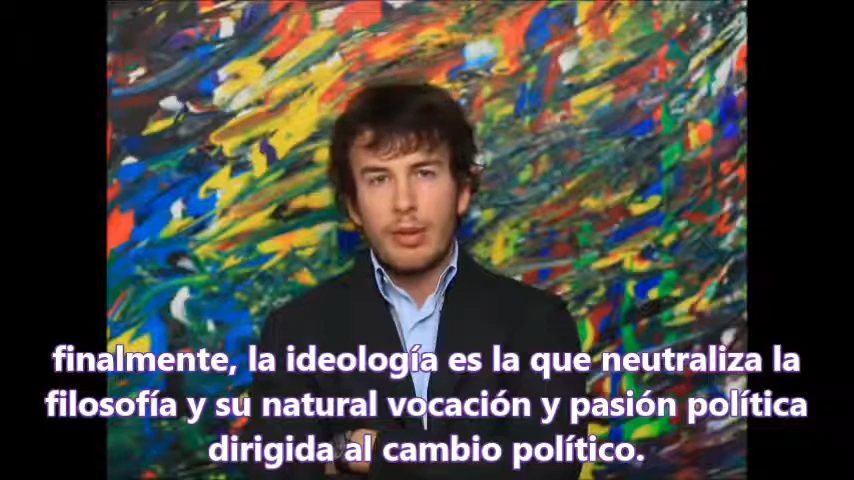 finalmente, la ideología es la que neutraliza la
filosofía y su natural vocación y pasión política
dirigida al cambio político.